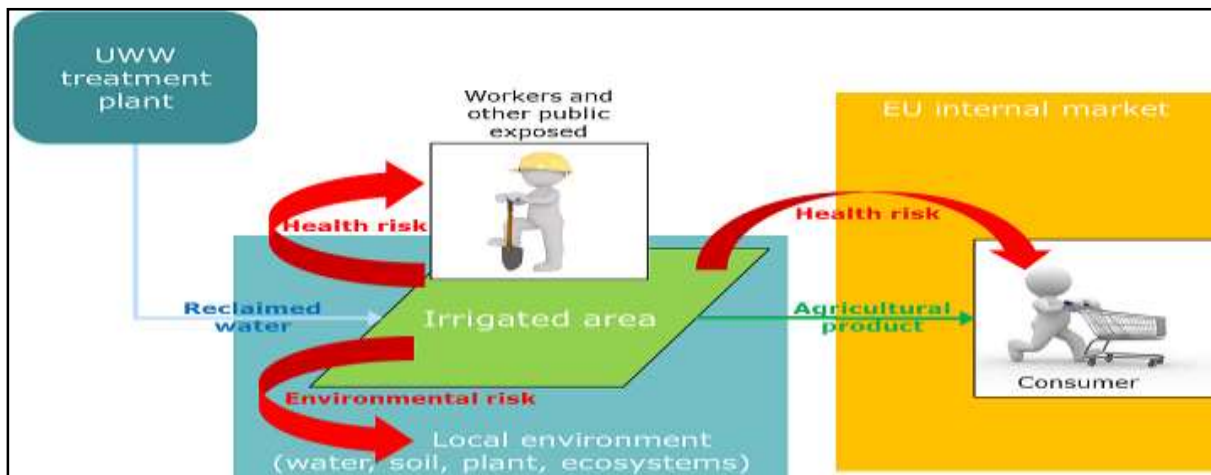 UWW
treatment
plant
Workers and
other public
exposed
EU internal market
Health risk
Health risk
Reclaimed
water
Irrigated area
Agricultural
product
Environmental risk
Consumer
Local environment
(water, soil, plant, ecosystems)